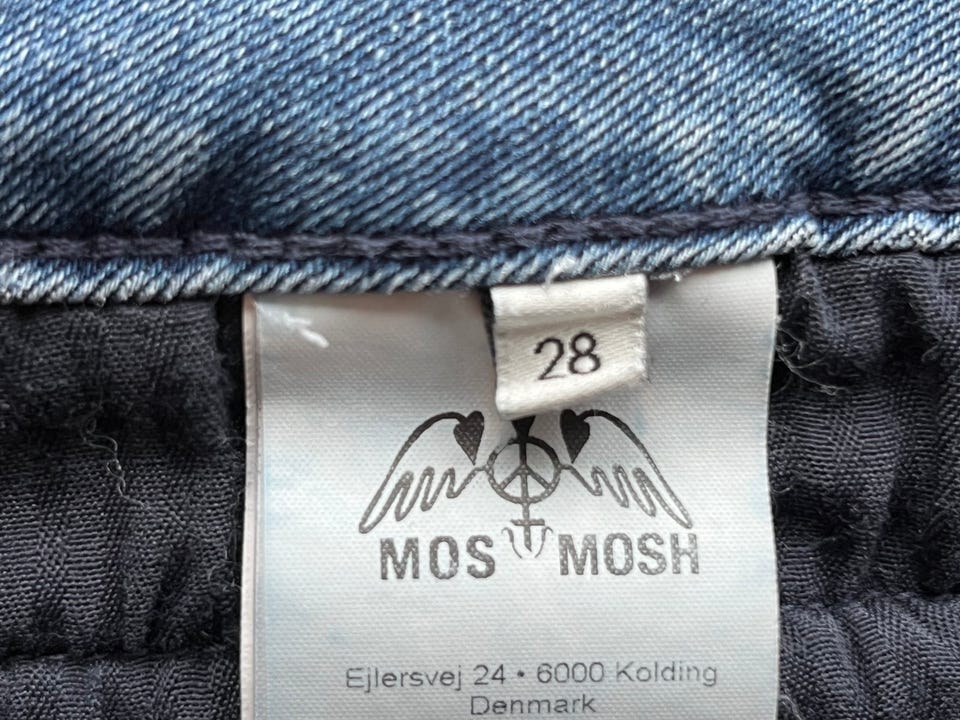 28
MOS MOSH
Ejlersvej 24 • 6000 Kolding
Denmark